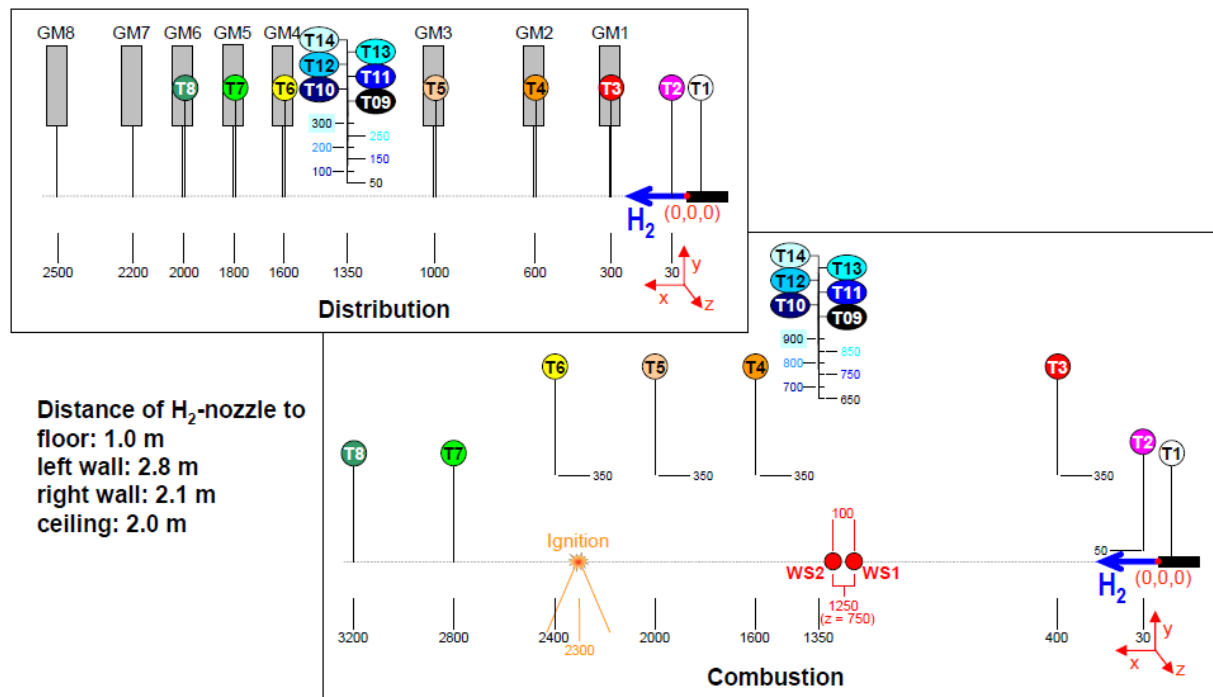 GM8 GM7 GM6 GM5 GM4 GM3 GM2 GM1
T14
T13
T12
T11
T10
T09
T8 T7 T6 T5 T4 T3 T2 T1
300
250
200
150
100
50
H2
(0,0,0)
2500 2200 2000 1800 1600 1350 1000 600 300 30
y
x
z
Distribution
T14
T13
T12
T11
T10
T09
900
850
800
750
700
650
T6 T5 T4 T3
T8 T7 T2 T1
350 350 350 350
Distance of H2-nozzle to
floor: 1.0 m
left wall: 2.8 m
right wall: 2.1 m
ceiling: 2.0 m
100
Ignition
50
WS2 WS1
H2
(0,0,0)
1250
(z = 750)
3200 2800 2400 2300 2000 1600 1350 400 30
y
x
z
Combustion